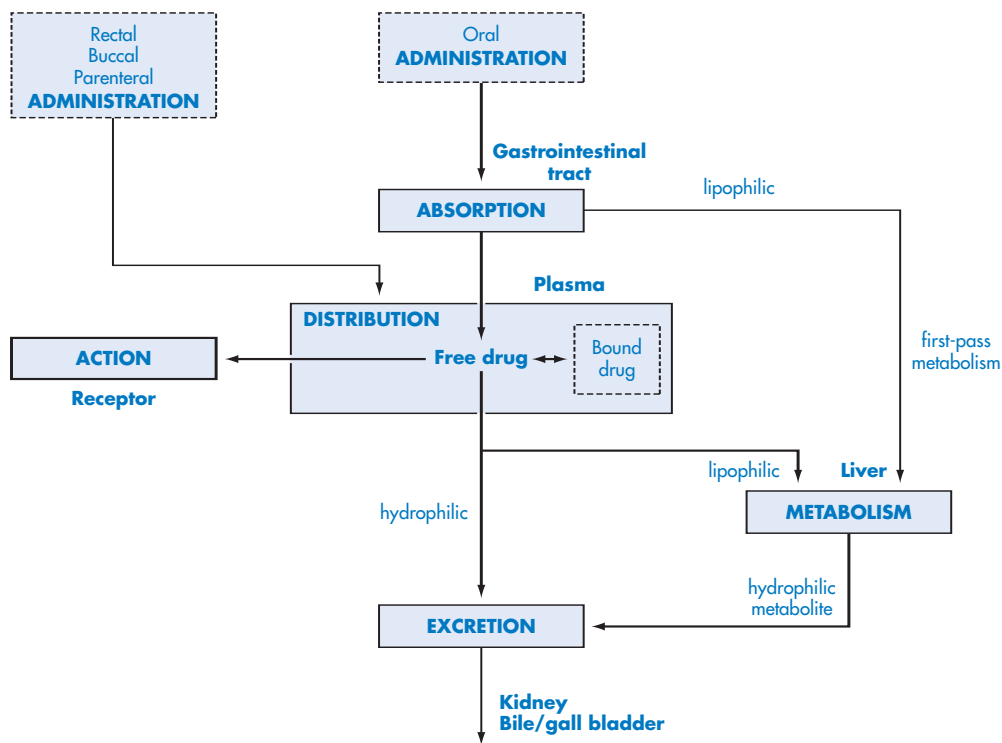 Rectal
Buccal
Parenteral
ADMINISTRATION
Oral
ADMINISTRATION
Gastrointestinal
tract
lipophilic
ABSORPTION
Plasma
DISTRIBUTION
Free drug
Bound
drug
ACTION
Receptor
first-pass
metabolism
lipophilic
Liver
METABOLISM
hydrophilic
hydrophilic
metabolite
EXCRETION
Kidney
Bile/gall bladder